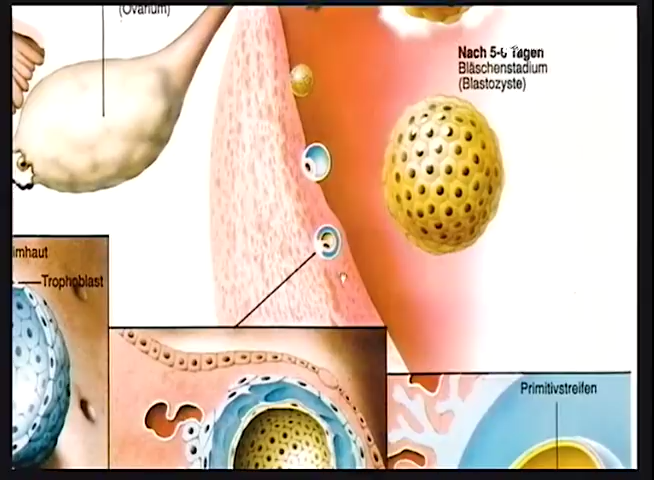 (Ovarium)
Nach 5-6 Tagen
Bläschenstadium
(Blastozyste)
imhaut
Trophoblast
Primitivstreifen